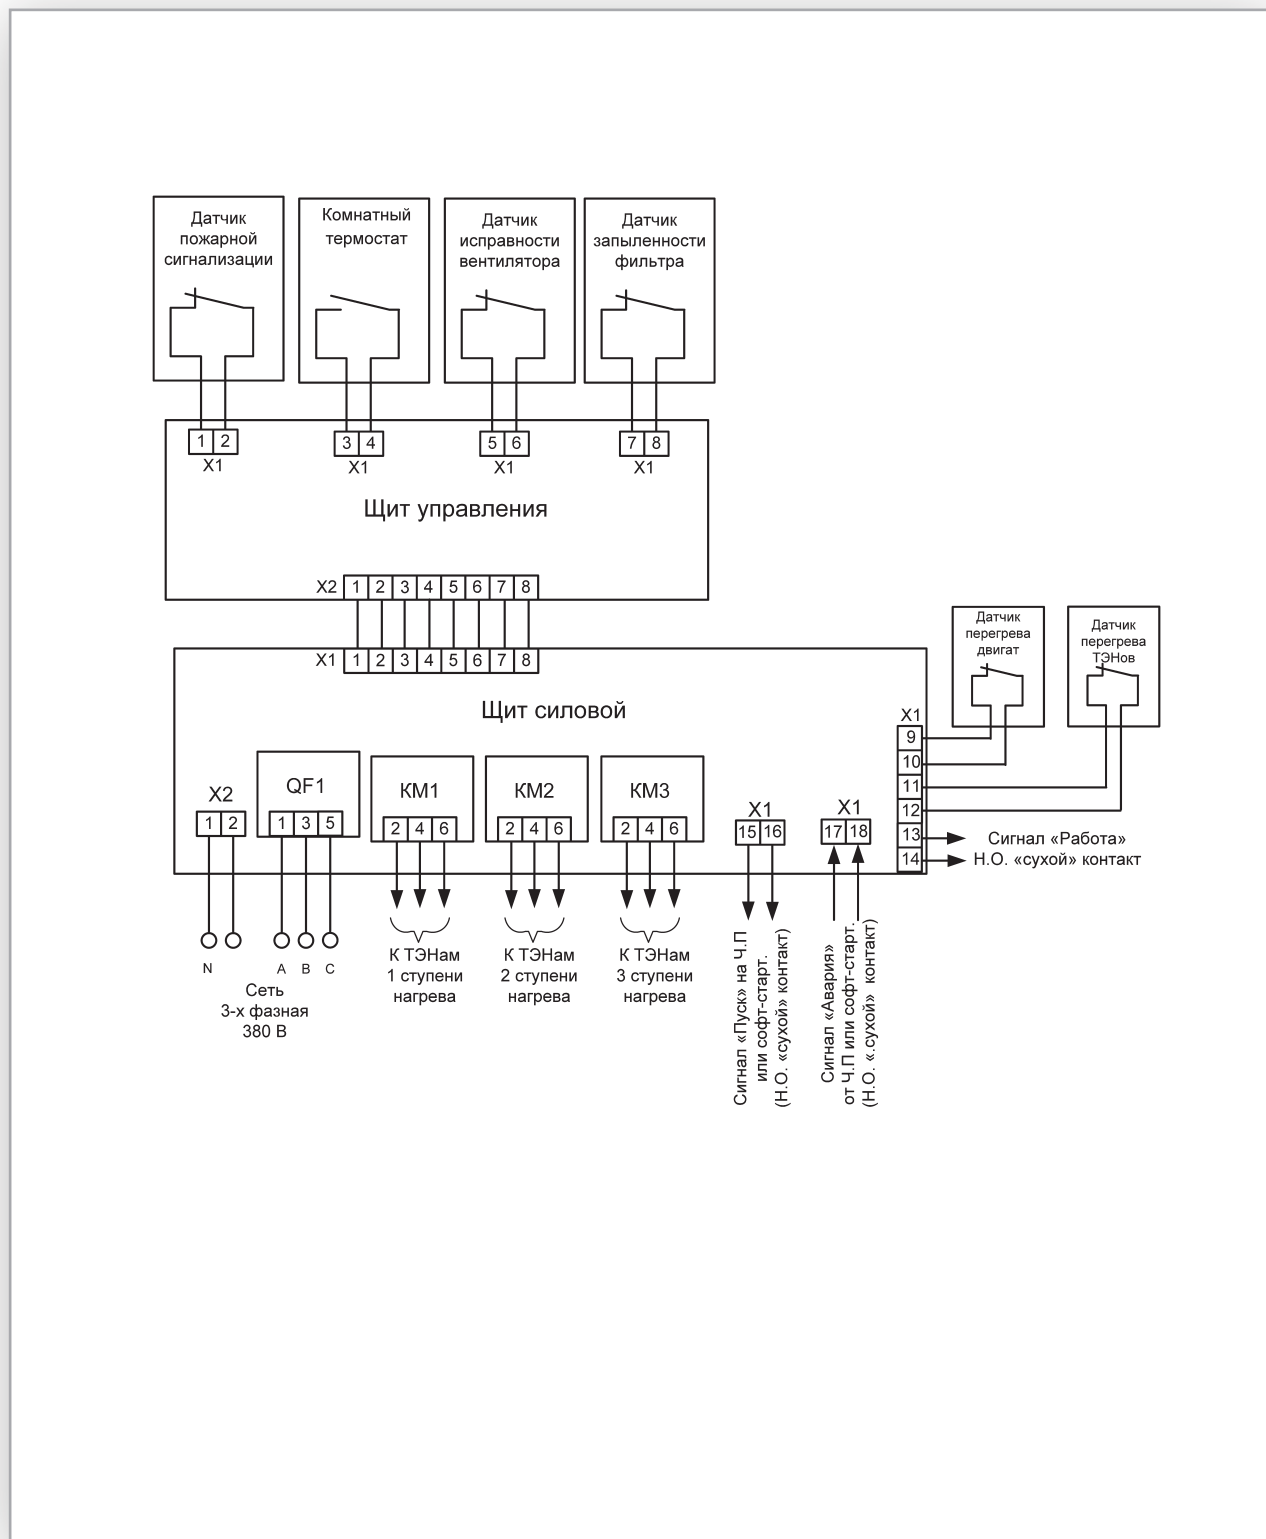 Датчик
пожарной
сигнализации
Комнатный
термостат
Датчик
исправности
вентилятора
Датчик
запыленности
фильтра
1 2
X1
3 4
X1
5 6
X1
7 8
X1
Щит управления
X2 1 2 3 4 5 6 7 8
X1 1 2 3 4 5 6 7 8
Щит силовой
Датчик
перегрева
двигат
Датчик
перегрева
ТЭНов
X1
9
10
11
12
13
14
Сигнал «Работа»
Н.О. «сухой» контакт
X2
1 2
QF1
1 3 5
КМ1
2 4 6
КМ2
2 4 6
КМ3
2 4 6
X1
15 16
X1
17 18
N
A B C
Сеть
3-х фазная
380 В
К ТЭНам
1 ступени
нагрева
К ТЭНам
2 ступени
нагрева
К ТЭНам
3 ступени
нагрева
Сигнал «Пуск» на Ч.П
или софт-старт.
(Н.О. «сухой» контакт)
Сигнал «Авария»
от Ч.П или софт-старт.
(Н.О. «.сухой» контакт)